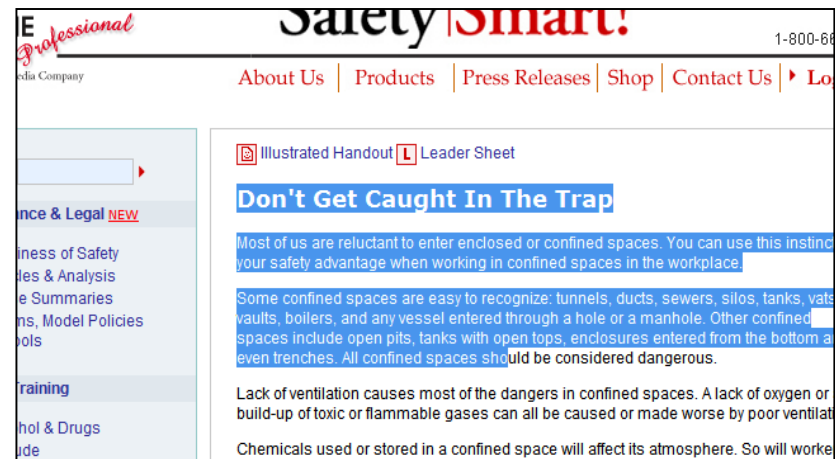 Safety Smart!
Professional
1-800-66
edia Company
About Us Products Press Releases Shop Contact Us Lo
Illustrated Handout L Leader Sheet
Don't Get Caught In The Trap
Most of us are reluctant to enter enclosed or confined spaces. You can use this instinc
your safety advantage when working in confined spaces in the workplace.
Some confined spaces are easy to recognize: tunnels, ducts, sewers, silos, tanks, vats
vaults, boilers, and any vessel entered through a hole or a manhole. Other confined
spaces include open pits, tanks with open tops, enclosures entered from the bottom a
even trenches. All confined spaces should be considered dangerous.
Lack of ventilation causes most of the dangers in confined spaces. A lack of oxygen or
build-up of toxic or flammable gases can all be caused or made worse by poor ventilati
Chemicals used or stored in a confined space will affect its atmosphere. So will worke
nce & Legal NEW
iness of Safety
les & Analysis
e Summaries
ns, Model Policies
ools
raining
hol & Drugs
ude